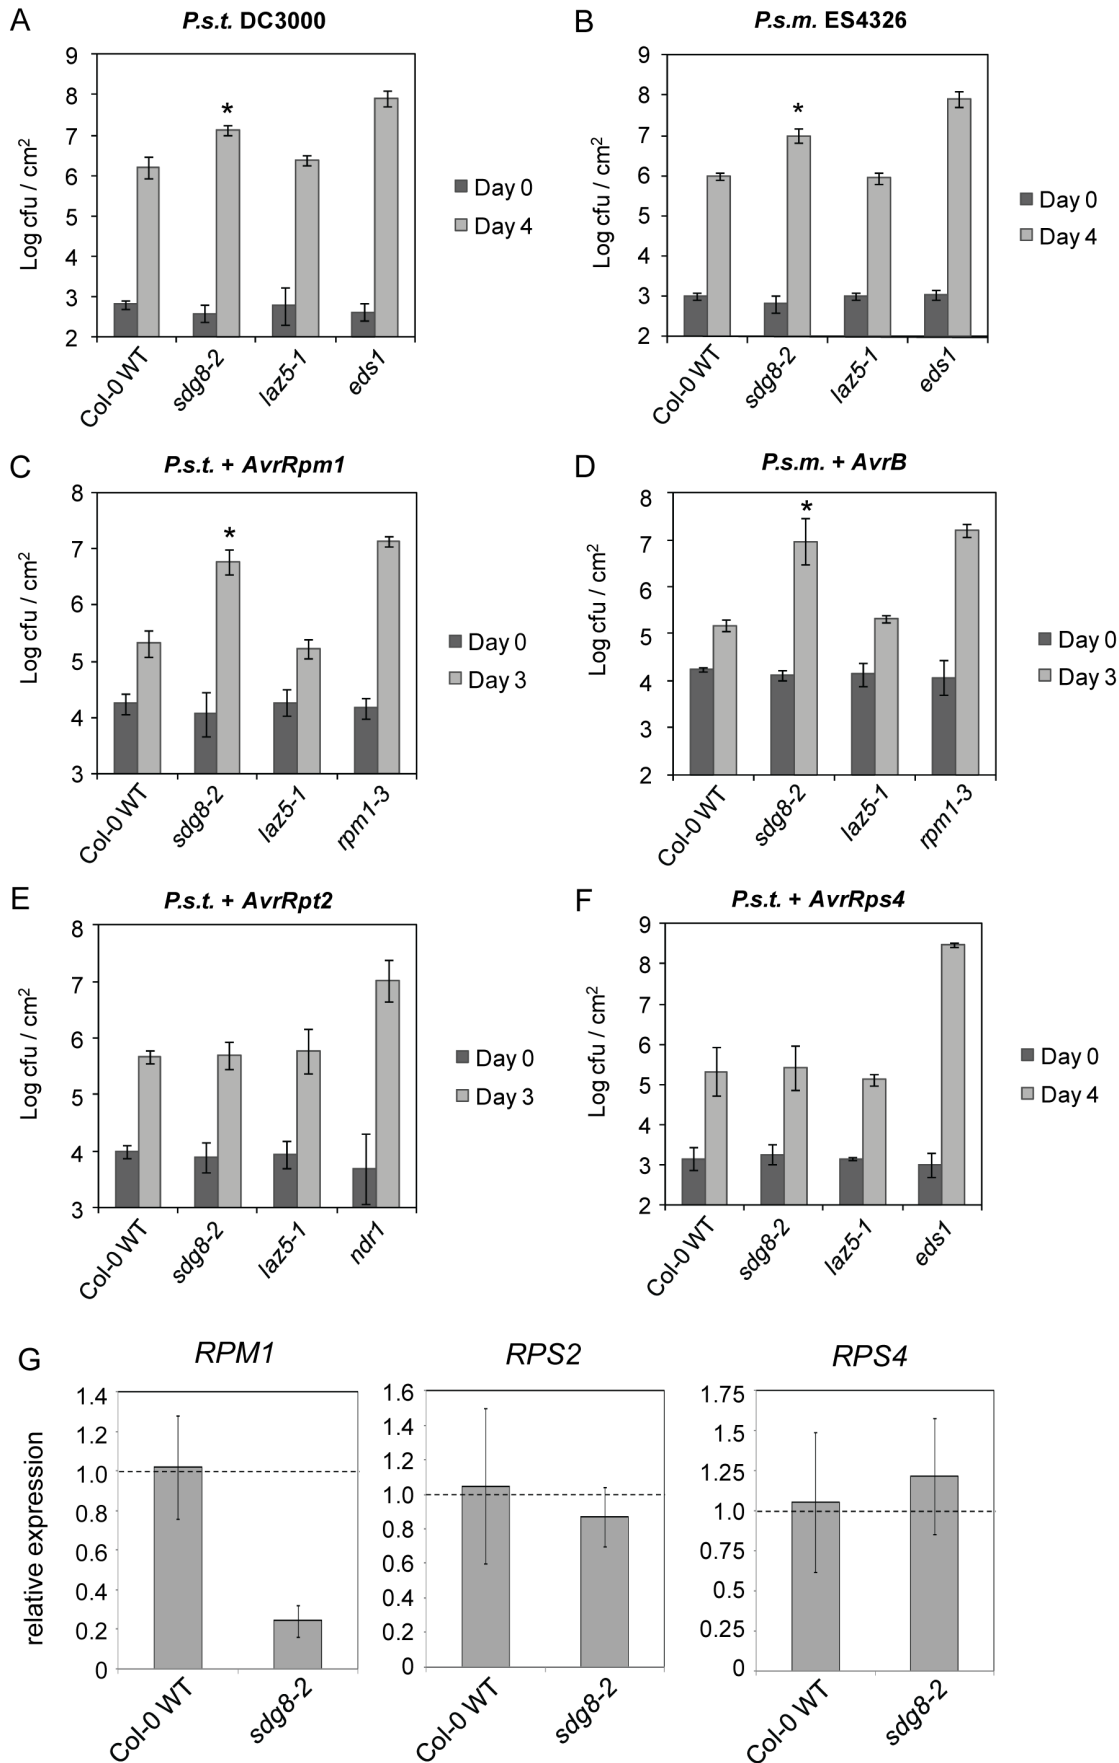 A
P.s.t. DC3000
Log cfu / cm²
9
8
7
6
5
4
3
2
*
Col-0 WT
sdg8-2
laz5-1
eds1
Day 0
Day 4
B
P.s.m. ES4326
Log cfu / cm²
9
8
7
6
5
4
3
2
*
Col-0 WT
sdg8-2
laz5-1
eds1
Day 0
Day 4
C
P.s.t. + AvrRpm1
Log cfu / cm²
8
7
6
5
4
3
*
Col-0 WT
sdg8-2
laz5-1
rpm1-3
Day 0
Day 3
D
P.s.m. + AvrB
Log cfu / cm²
8
7
6
5
4
3
2
*
Col-0 WT
sdg8-2
laz5-1
rpm1-3
Day 0
Day 3
E
P.s.t. + AvrRpt2
Log cfu / cm²
8
7
6
5
4
3
Col-0 WT
sdg8-2
laz5-1
ndr1
Day 0
Day 3
F
P.s.t. + AvrRps4
Log cfu / cm²
9
8
7
6
5
4
3
2
Col-0 WT
sdg8-2
laz5-1
eds1
Day 0
Day 4
G
RPM1
relative expression
1.4
1.2
1.0
0.8
0.6
0.4
0.2
0
Col-0 WT
sdg8-2
RPS2
1.6
1.4
1.2
1.0
0.8
0.6
0.4
0.2
0
Col-0 WT
sdg8-2
RPS4
1.75
1.5
1.25
1.0
0.75
0.5
0.25
0
Col-0 WT
sdg8-2